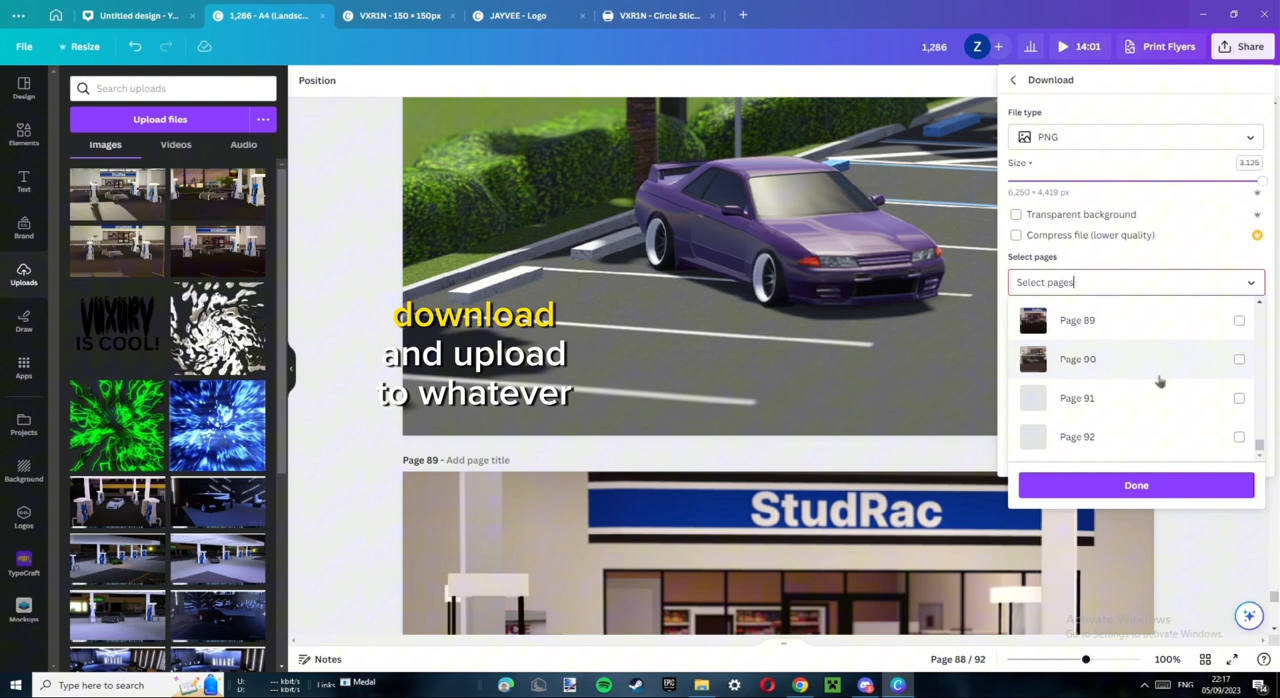 Untitled design - Y...
1,286 - A4 (Landsc...
VXR1N - 150 × 150px
JAYVEE - Logo
VXR1N - Circle Stic...
File
Resize
1,286
Z
14:01
Print Flyers
Share
Design
Elements
Text
Brand
Uploads
Draw
Apps
Projects
Background
Logos
TypeCraft
Mockups
Search uploads
Upload files
Images
Videos
Audio
IS COOL!
Position
download
and upload
to whatever
Page 89 - Add page title
StudRac
Download
File type
PNG
Size
3.125
6,250 × 4,419 px
Transparent background
Compress file (lower quality)
Select pages
Select pages
Page 89
Page 90
Page 91
Page 92
Done
Activate Windows
Go to Settings to activate Windows.
Notes
Page 88 / 92
100%
Type here to search
U:
U:
--- kbit/s
--- kbit/s
Links
Medal
ENG
22:17
05/09/2023